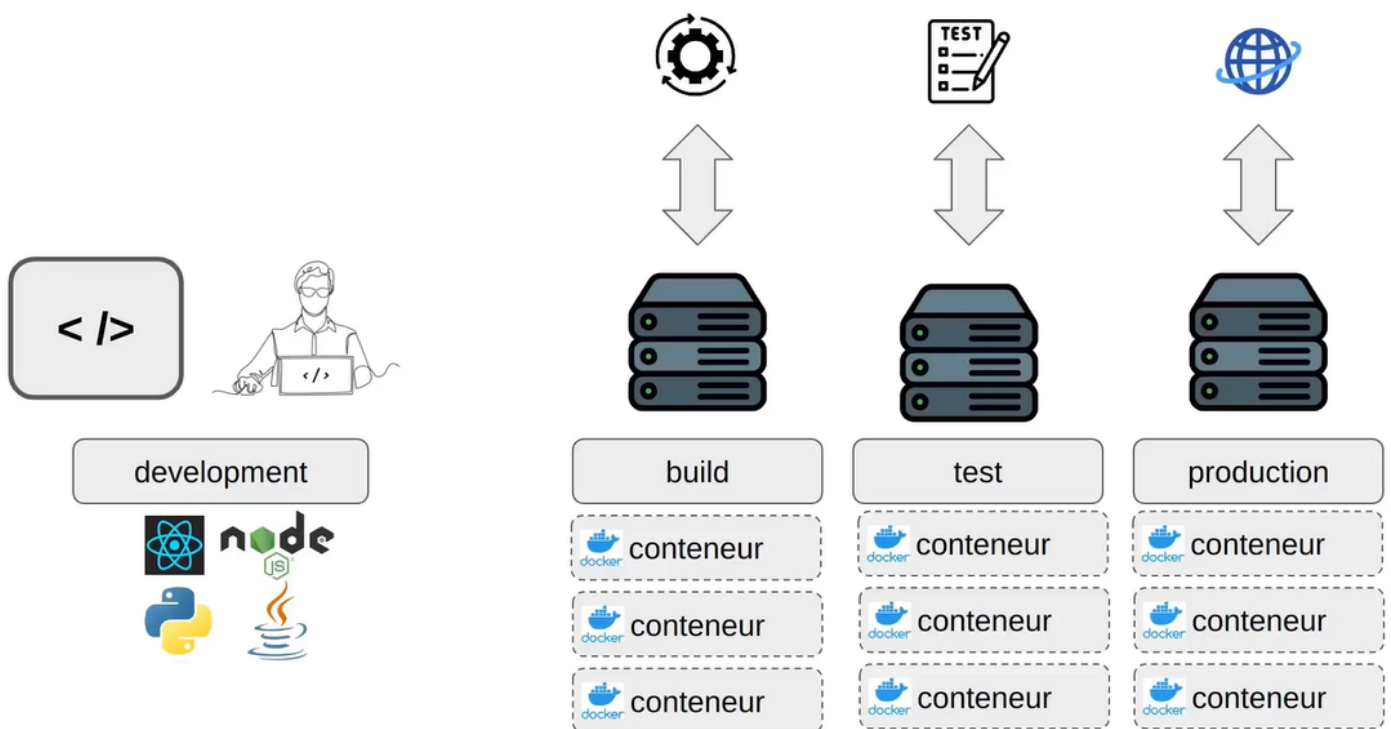 TEST
< />
</>
development
node
JS
build
test
production
docker conteneur
docker conteneur
docker conteneur
docker conteneur
docker conteneur
docker conteneur
docker conteneur
docker conteneur
docker conteneur